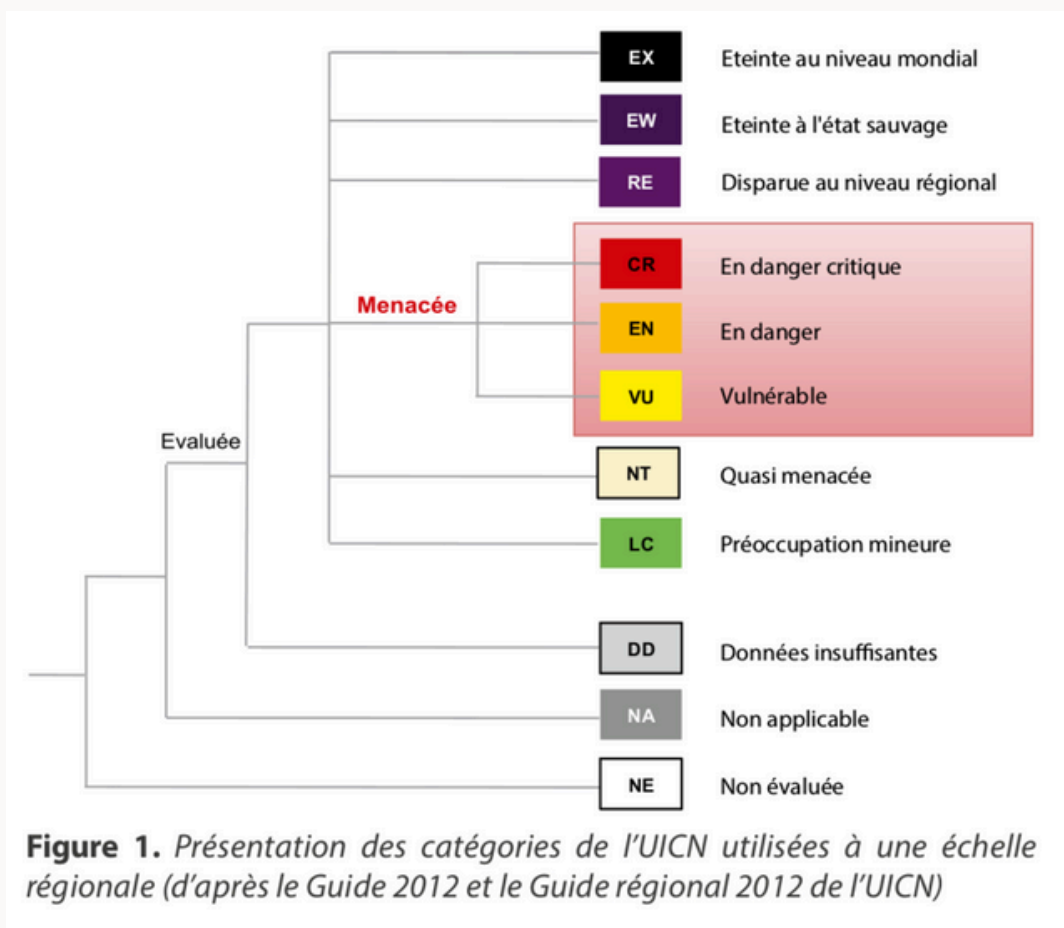 EX Eteinte au niveau mondial
EW Eteinte à l'état sauvage
RE Disparue au niveau régional
CR En danger critique
Menacée
EN En danger
VU Vulnérable
Evaluée
NT Quasi menacée
LC Préoccupation mineure
DD Données insuffisantes
NA Non applicable
NE Non évaluée
Figure 1. Présentation des catégories de l'UICN utilisées à une échelle
régionale (d'après le Guide 2012 et le Guide régional 2012 de l'UICN)